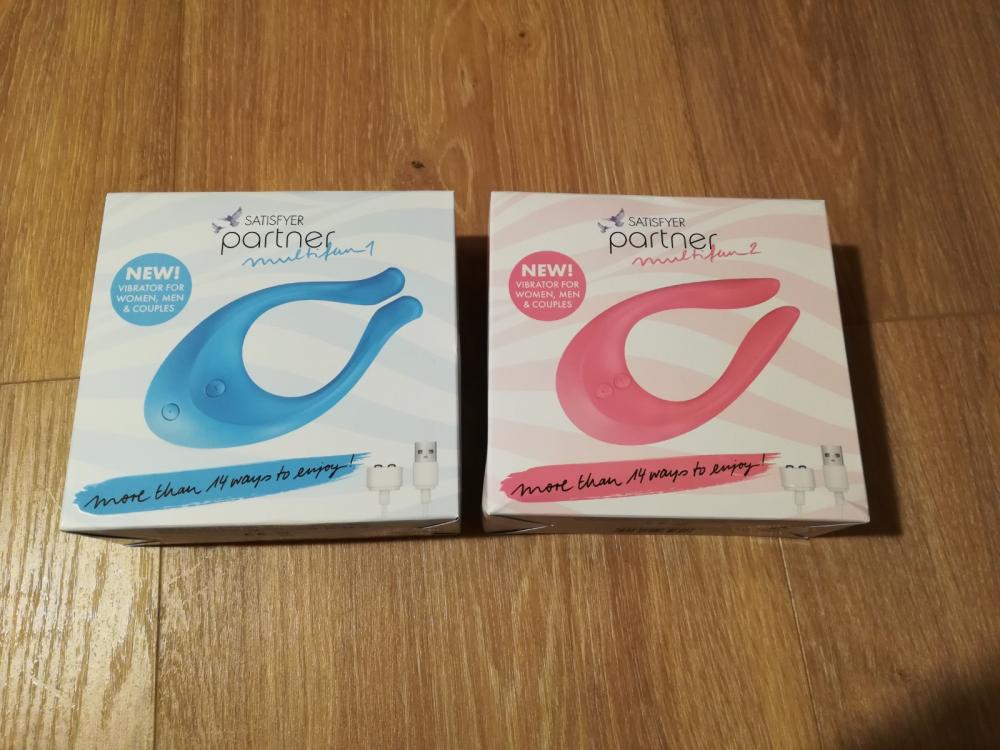 SATISFYER
partner
multifun 1
NEW!
VIBRATOR FOR
WOMEN, MEN
& COUPLES
more than 14 ways to enjoy!
SATISFYER
partner
multifun 2
NEW!
VIBRATOR FOR
WOMEN, MEN
& COUPLES
more than 14 ways to enjoy!